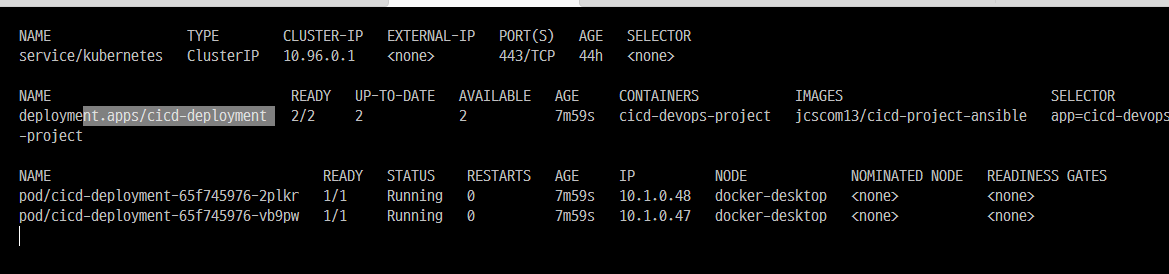 NAME TYPE CLUSTER-IP EXTERNAL-IP PORT(S) AGE SELECTOR
service/kubernetes ClusterIP 10.96.0.1 <none> 443/TCP 44h <none>
NAME READY UP-TO-DATE AVAILABLE AGE CONTAINERS IMAGES SELECTOR
deployment.apps/cicd-deployment 2/2 2 2 7m59s cicd-devops-project jcscom13/cicd-project-ansible app=cicd-devops
-project
NAME READY STATUS RESTARTS AGE IP NODE NOMINATED NODE READINESS GATES
pod/cicd-deployment-65f745976-2plkr 1/1 Running 0 7m59s 10.1.0.48 docker-desktop <none> <none>
pod/cicd-deployment-65f745976-vb9pw 1/1 Running 0 7m59s 10.1.0.47 docker-desktop <none> <none>